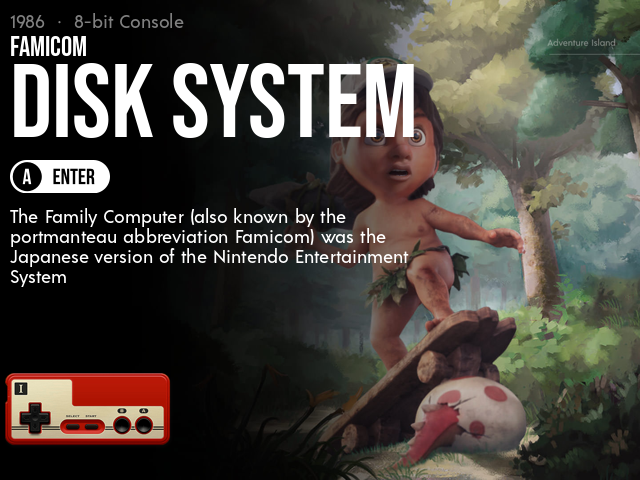 1986 · 8-bit Console
FAMICOM
DISK SYSTEM
Adventure Island
A ENTER
The Family Computer (also known by the
portmanteau abbreviation Famicom) was the
Japanese version of the Nintendo Entertainment
System
I
SELECT START
B A